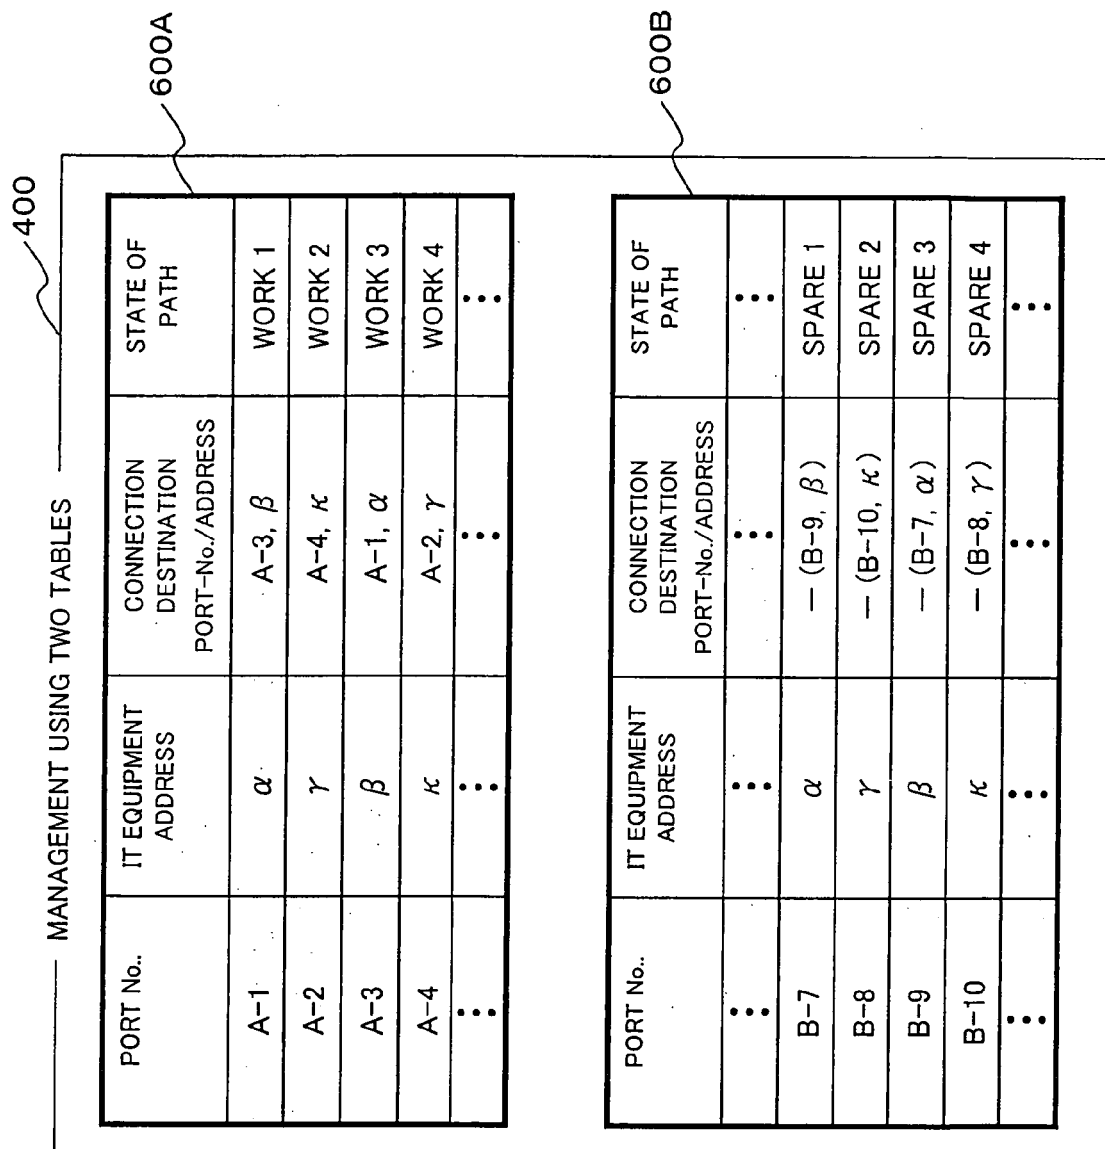 400
MANAGEMENT USING TWO TABLES
600A
PORT No..
IT EQUIPMENT
ADDRESS
CONNECTION
DESTINATION
PORT-No./ADDRESS
STATE OF
PATH
A-1 α A-3, β WORK 1
A-2 γ A-4, κ WORK 2
A-3 β A-1, α WORK 3
A-4 κ A-2, γ WORK 4
••• ••• ••• •••
600B
PORT No..
IT EQUIPMENT
ADDRESS
CONNECTION
DESTINATION
PORT-No./ADDRESS
STATE OF
PATH
••• ••• ••• •••
B-7 α — (B-9, β) SPARE 1
B-8 γ — (B-10, κ) SPARE 2
B-9 β — (B-7, α) SPARE 3
B-10 κ — (B-8, γ) SPARE 4
••• ••• ••• •••